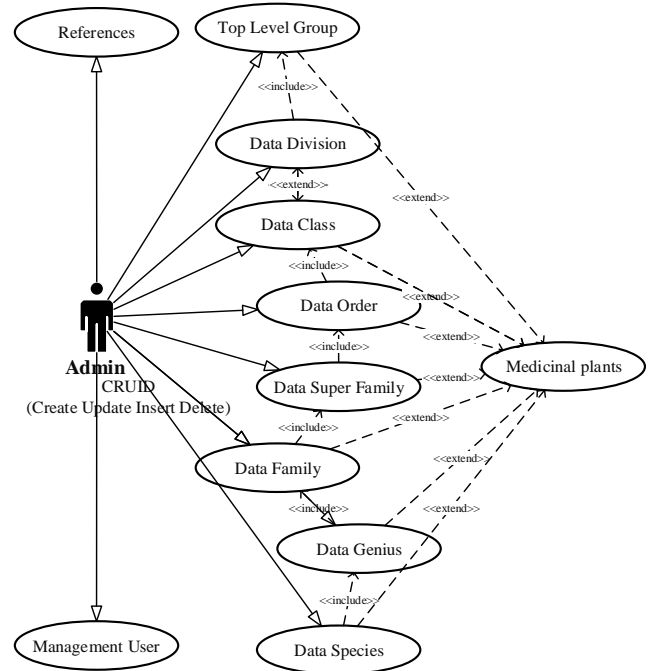 References
Top Level Group
<<include>>
Data Division
<<extend>>
<<extend>>
Data Class
<<include>>
<<extend>>
Data Order
<<extend>>
<<include>>
Admin
CRUID
(Create Update Insert Delete)
Data Super Family
<<extend>>
Medicinal plants
<<include>>
<<extend>>
Data Family
<<extend>>
<<include>>
<<extend>>
Data Genius
<<include>>
Management User
Data Species